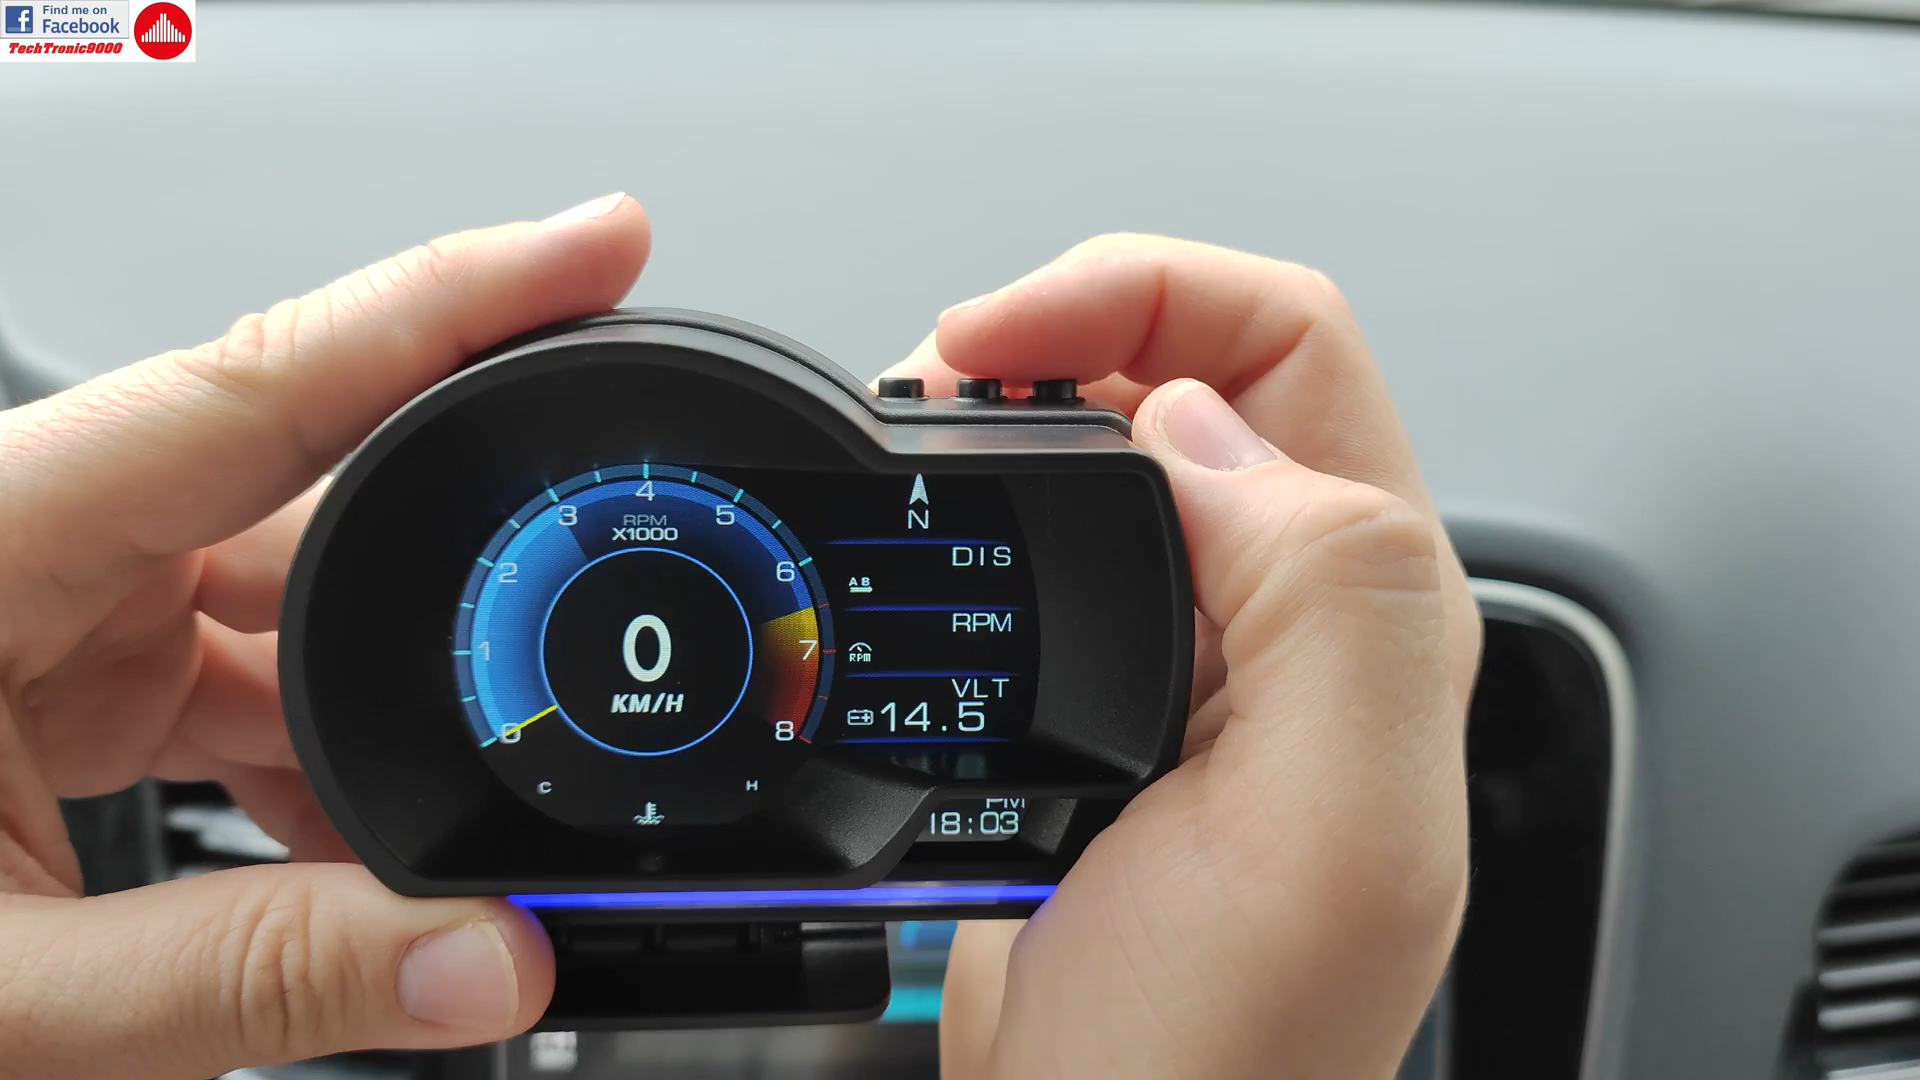 Find me on
Facebook
TechTronic9000
4
3
5
RPM
X1000
2
6
1
7
0
8
0
KM/H
C
H
N
DIS
A B
RPM
RPM
VLT
14.5
PM
18:03